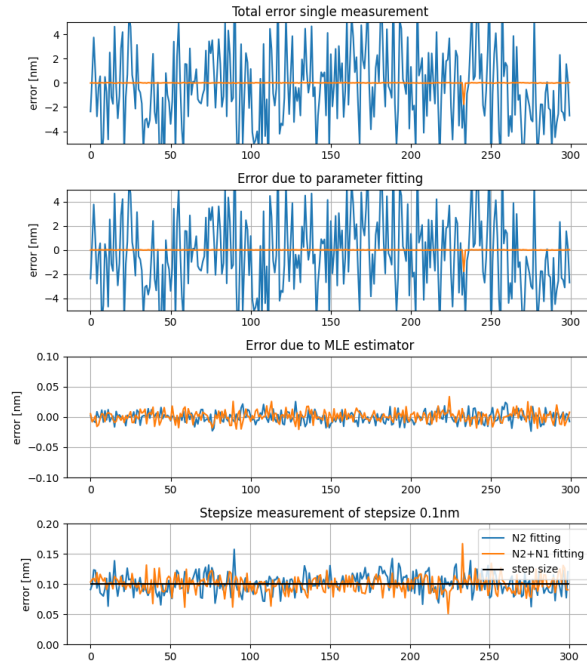 Total error single measurement
error [nm]
4
2
0
−2
−4
0 50 100 150 200 250 300
Error due to parameter fitting
error [nm]
4
2
0
−2
−4
0 50 100 150 200 250 300
Error due to MLE estimator
error [nm]
0.10
0.05
0.00
−0.05
−0.10
0 50 100 150 200 250 300
Stepsize measurement of stepsize 0.1nm
error [nm]
0.20
0.15
0.10
0.05
0.00
N2 fitting
N2+N1 fitting
step size
0 50 100 150 200 250 300